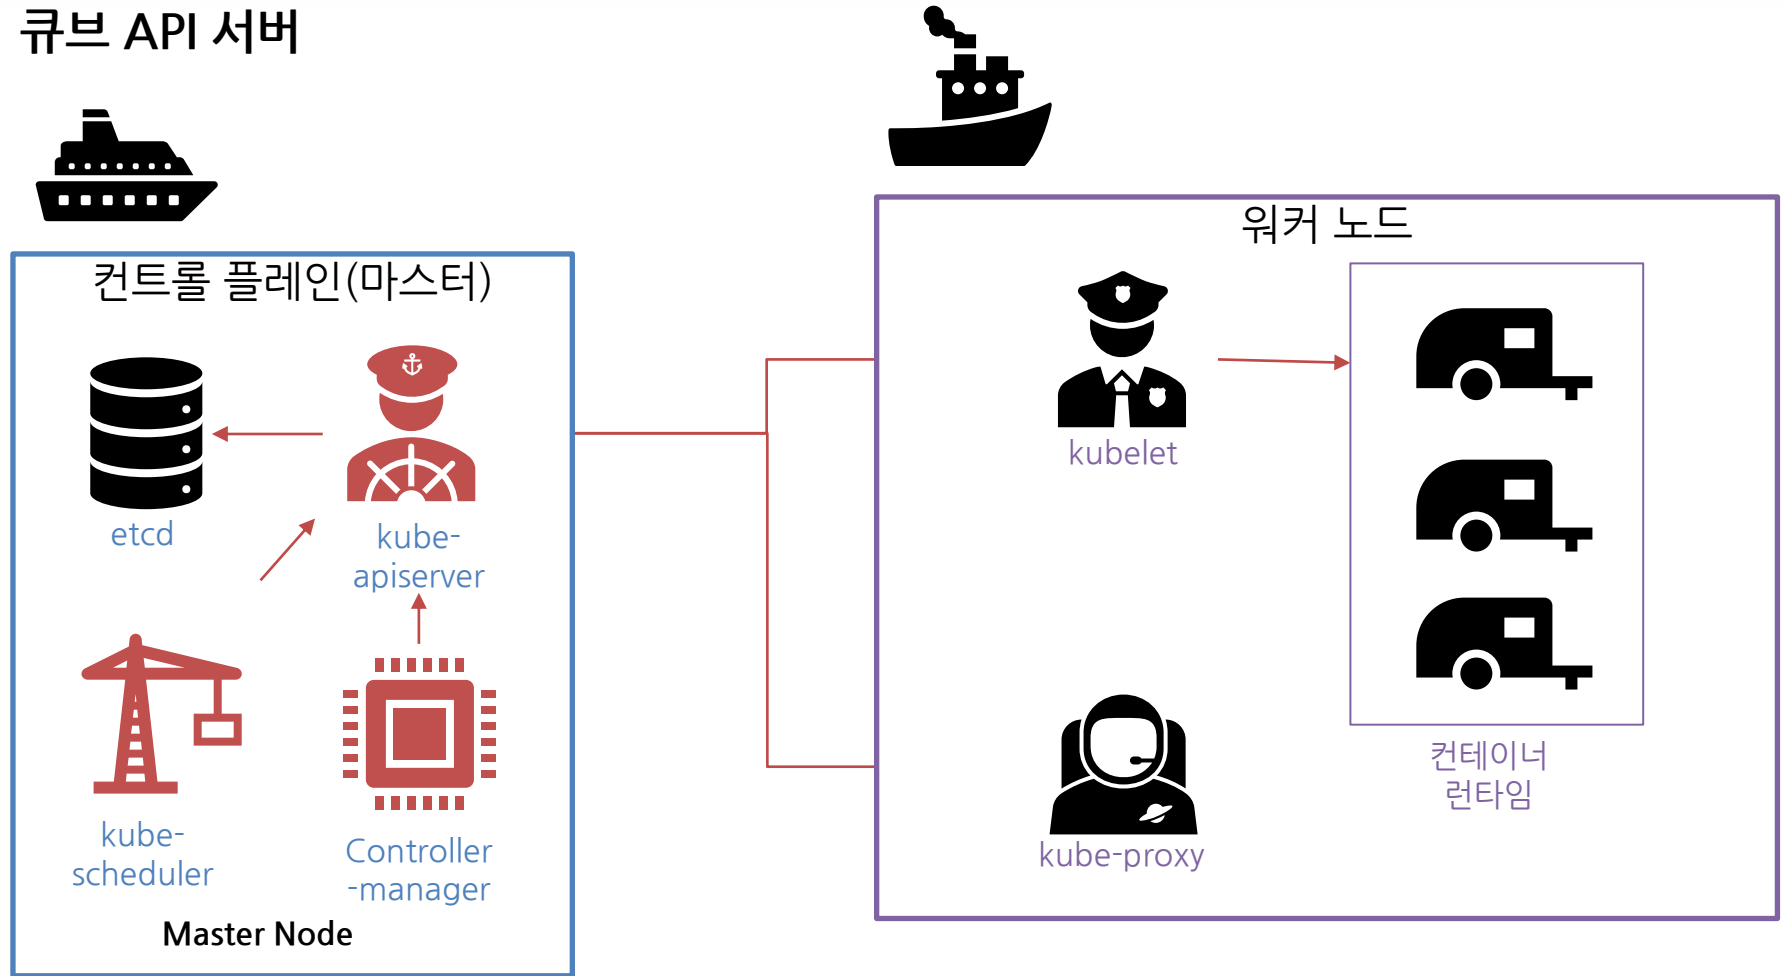 큐브 API 서버
컨트롤 플레인(마스터)
etcd
kube-
apiserver
kube-
scheduler
Controller
-manager
Master Node
워커 노드
kubelet
컨테이너
런타임
kube-proxy